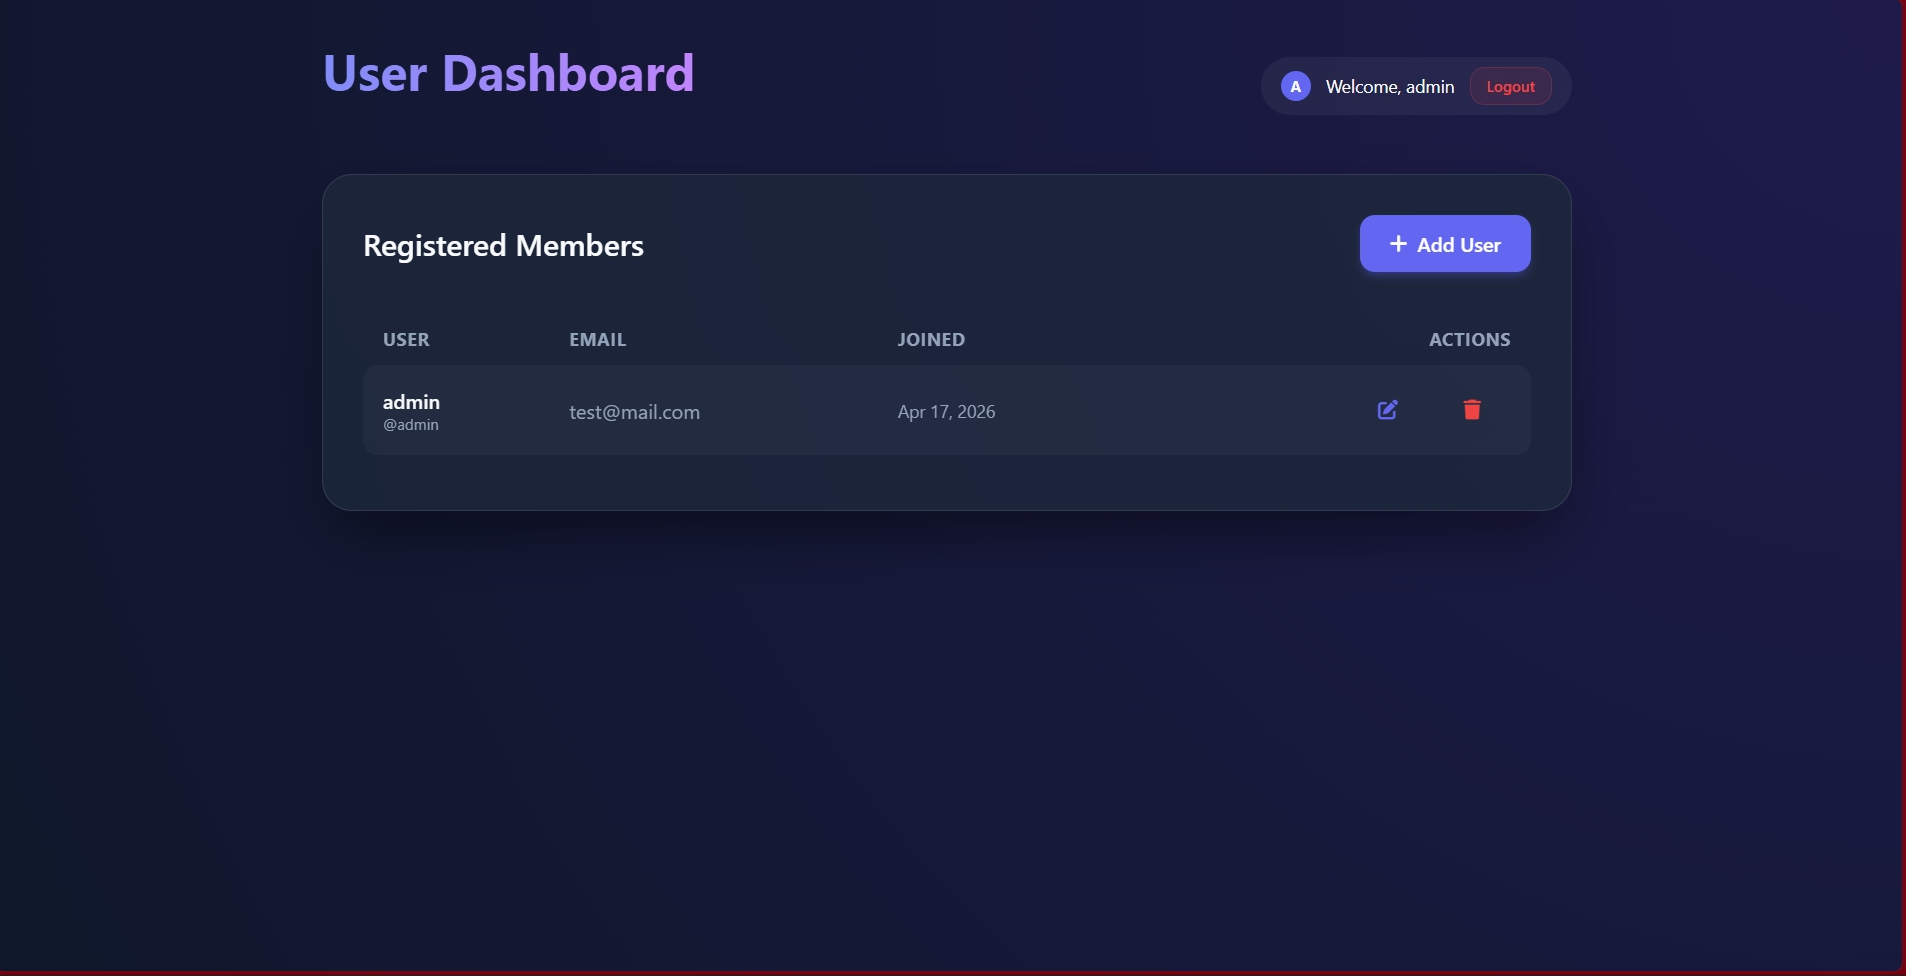 User Dashboard
A Welcome, admin Logout
Registered Members
Add User
USER EMAIL JOINED ACTIONS
admin
@admin
test@mail.com
Apr 17, 2026